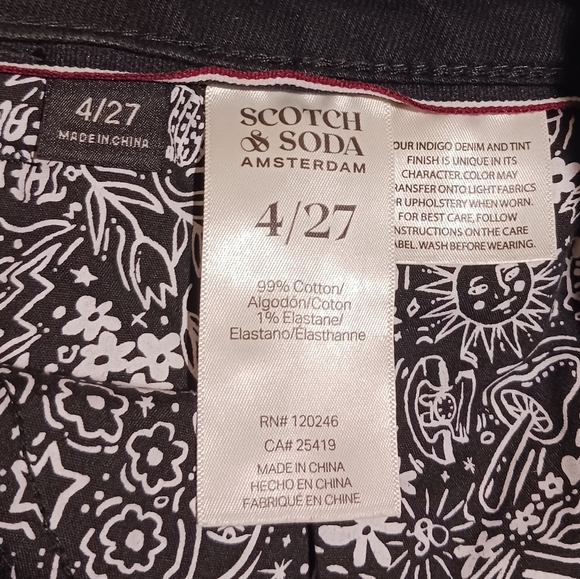 4/27
MADE IN CHINA
SCOTCH
& SODA
AMSTERDAM
4/27
99% Cotton/
Algodón/Coton
1% Elastane/
Elastano/Élasthanne
RN# 120246
CA# 25419
MADE IN CHINA
HECHO EN CHINA
FABRIQUÉ EN CHINE
OUR INDIGO DENIM AND TINT
FINISH IS UNIQUE IN ITS
CHARACTER. COLOR MAY
TRANSFER ONTO LIGHT FABRICS
OR UPHOLSTERY WHEN WORN.
FOR BEST CARE, FOLLOW
INSTRUCTIONS ON THE CARE
LABEL. WASH BEFORE WEARING.